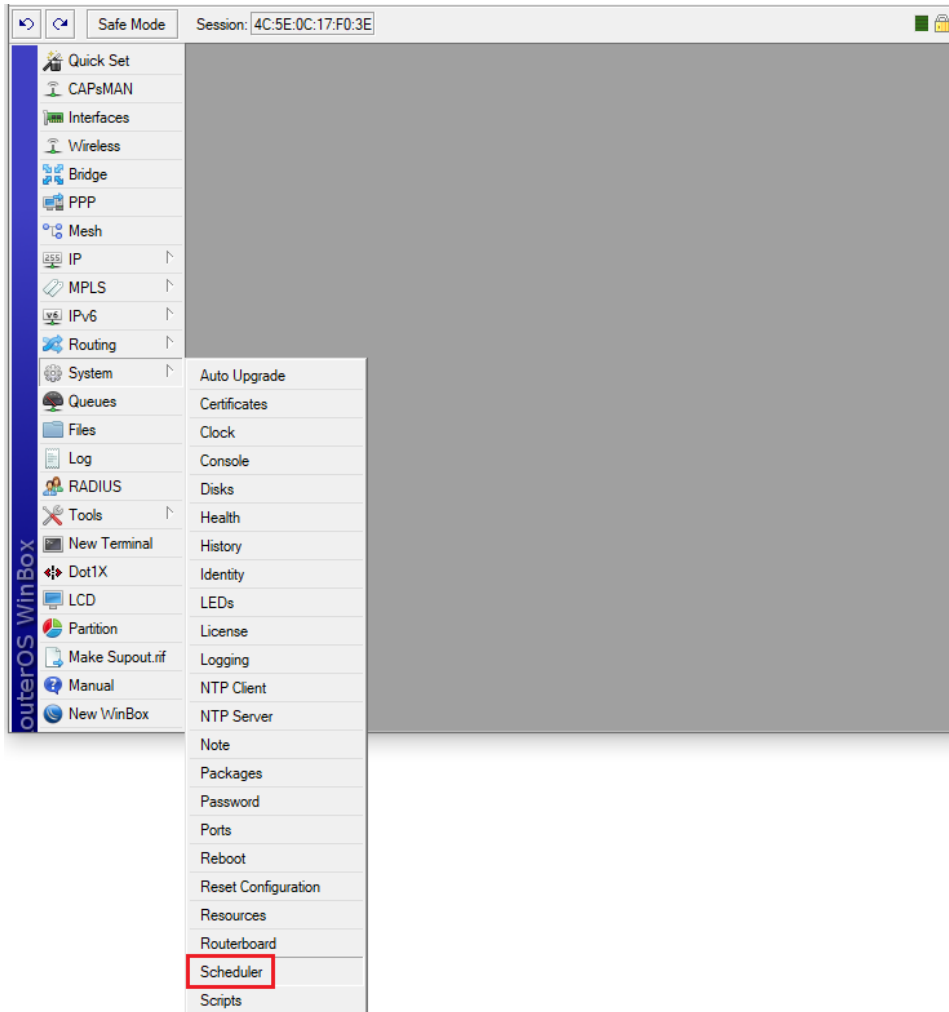 Safe Mode Session: 4C:5E:0C:17:F0:3E
Quick Set
CAPsMAN
Interfaces
Wireless
Bridge
PPP
Mesh
255 IP
MPLS
v6 IPv6
Routing
System
Queues
Files
Log
RADIUS
Tools
New Terminal
Dot1X
LCD
Partition
Make Supout.rif
Manual
New WinBox
outerOS WinBox
Auto Upgrade
Certificates
Clock
Console
Disks
Health
History
Identity
LEDs
License
Logging
NTP Client
NTP Server
Note
Packages
Password
Ports
Reboot
Reset Configuration
Resources
Routerboard
Scheduler
Scripts